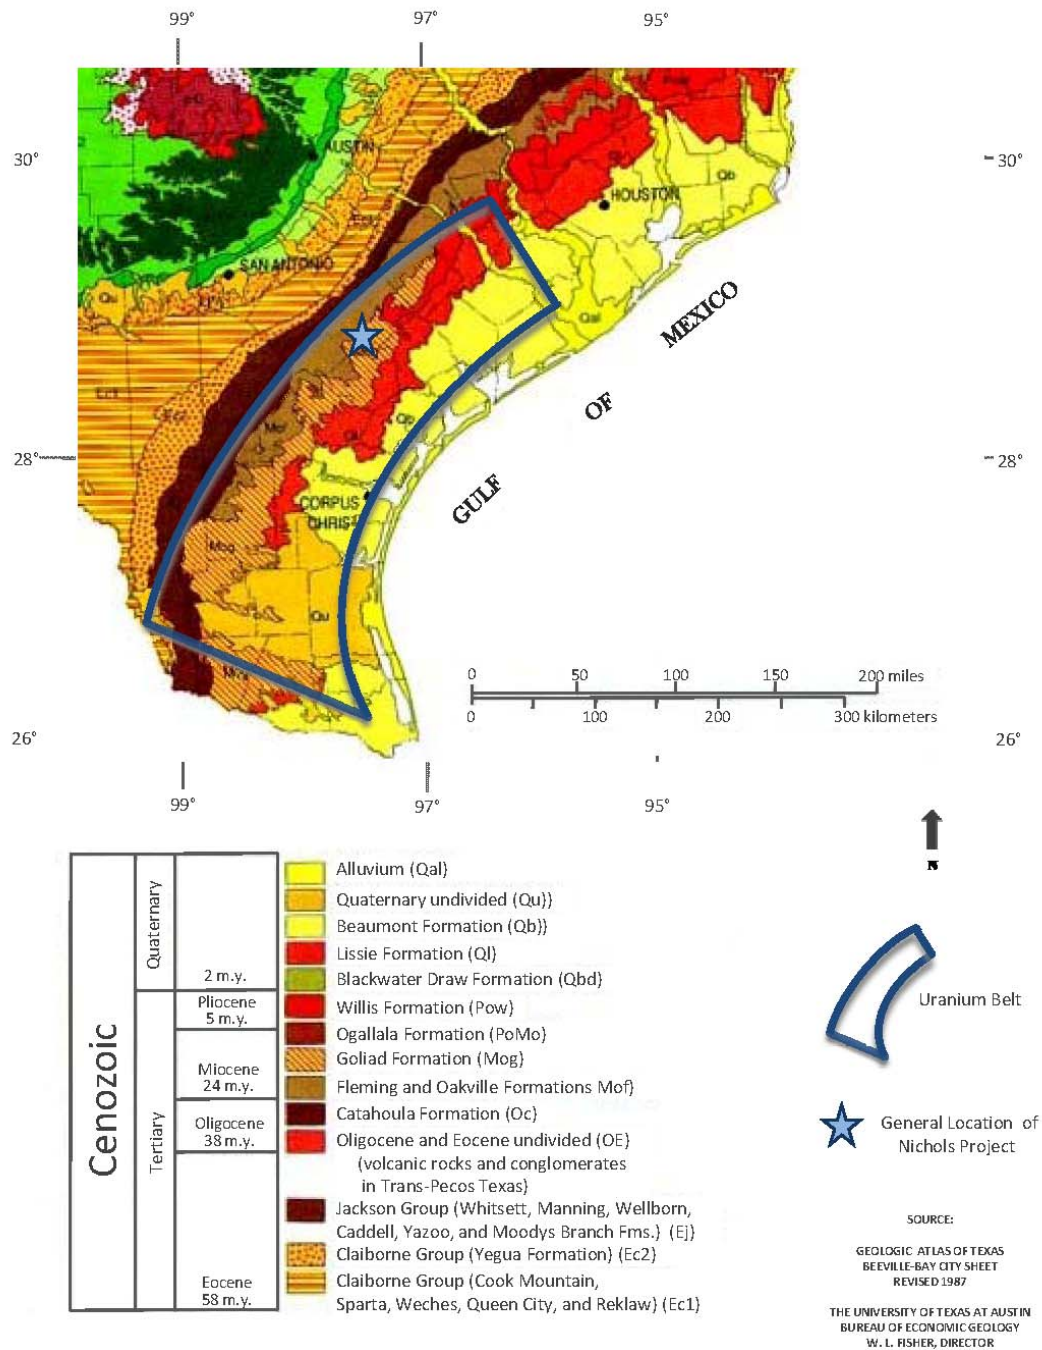 99°
97°
95°
30°
30°
AUSTIN
HOUSTON
Qb
SAN ANTONIO
Qu
Qal
MEXICO
OF
GULF
28°
28°
Qb
CORPUS
CHRISTI
Mog
Qu
0 50 100 150 200 miles
0 100 200 300 kilometers
26°
26°
99°
97°
95°
N
Cenozoic
Quaternary
Tertiary
2 m.y.
Pliocene
5 m.y.
Miocene
24 m.y.
Oligocene
38 m.y.
Eocene
58 m.y.
Alluvium (Qal)
Quaternary undivided (Qu))
Beaumont Formation (Qb))
Lissie Formation (Ql)
Blackwater Draw Formation (Qbd)
Willis Formation (Pow)
Ogallala Formation (PoMo)
Goliad Formation (Mog)
Fleming and Oakville Formations Mof)
Catahoula Formation (Oc)
Oligocene and Eocene undivided (OE)
(volcanic rocks and conglomerates
in Trans-Pecos Texas)
Jackson Group (Whitsett, Manning, Wellborn,
Caddell, Yazoo, and Moodys Branch Fms.) (Ej)
Claiborne Group (Yegua Formation) (Ec2)
Claiborne Group (Cook Mountain,
Sparta, Weches, Queen City, and Reklaw) (Ec1)
Uranium Belt
General Location of
Nichols Project
SOURCE:
GEOLOGIC ATLAS OF TEXAS
BEEVILLE-BAY CITY SHEET
REVISED 1987
THE UNIVERSITY OF TEXAS AT AUSTIN
BUREAU OF ECONOMIC GEOLOGY
W. L. FISHER, DIRECTOR